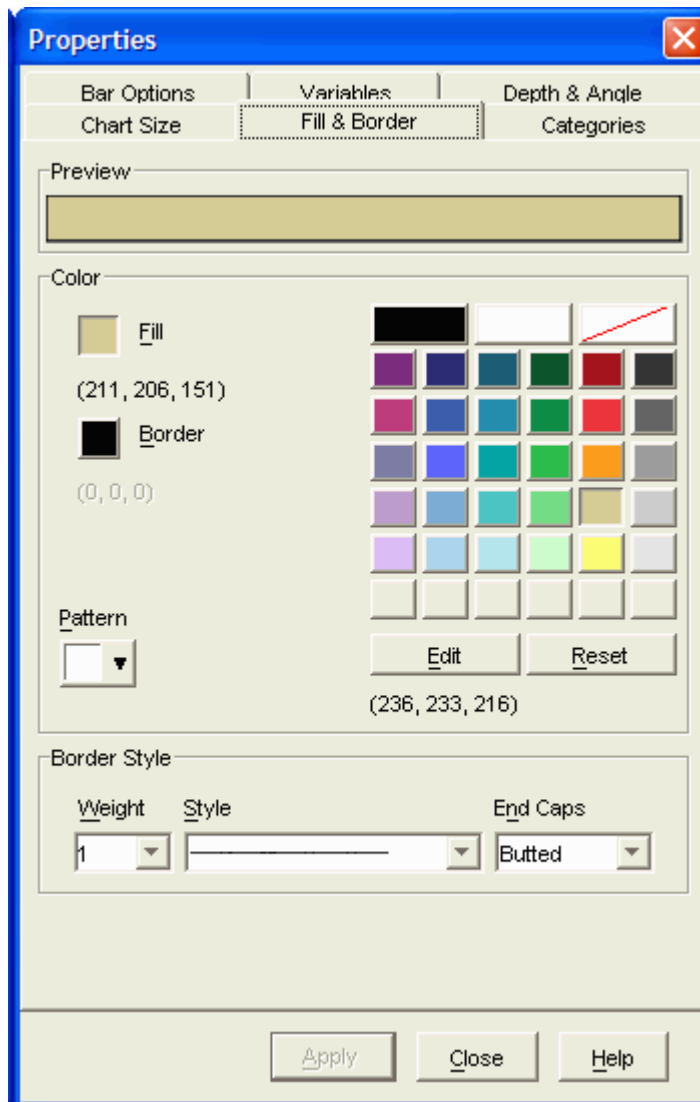 Properties
Bar Options Variables Depth & Angle
Chart Size Fill & Border Categories
Preview
Color
Fill
(211, 206, 151)
Border
(0, 0, 0)
Pattern
Edit Reset
(236, 233, 216)
Border Style
Weight Style End Caps
1 Butted
Apply Close Help